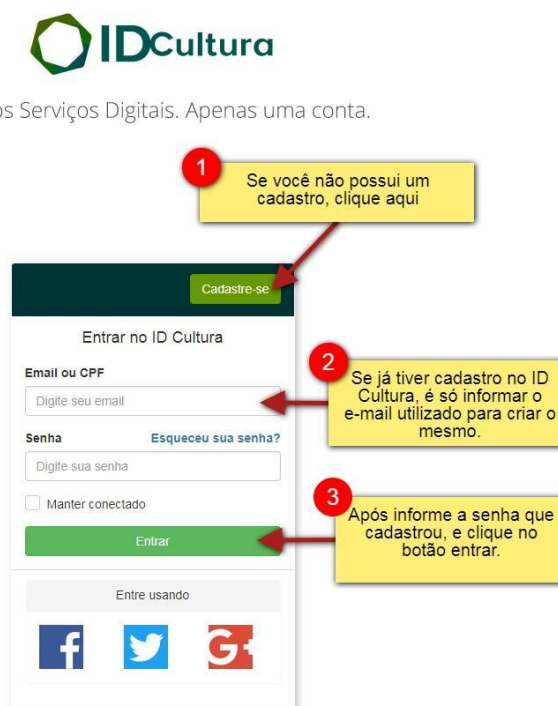 IDCultura
os Serviços Digitais. Apenas uma conta.
1
Se você não possui um
cadastro, clique aqui
Cadastre-se
Entrar no ID Cultura
Email ou CPF
Digite seu email
2
Se já tiver cadastro no ID
Cultura, é só informar o
e-mail utilizado para criar o
mesmo.
Senha Esqueceu sua senha?
Digite sua senha
Manter conectado
Entrar
3
Após informe a senha que
cadastrou, e clique no
botão entrar.
Entre usando
f
G+